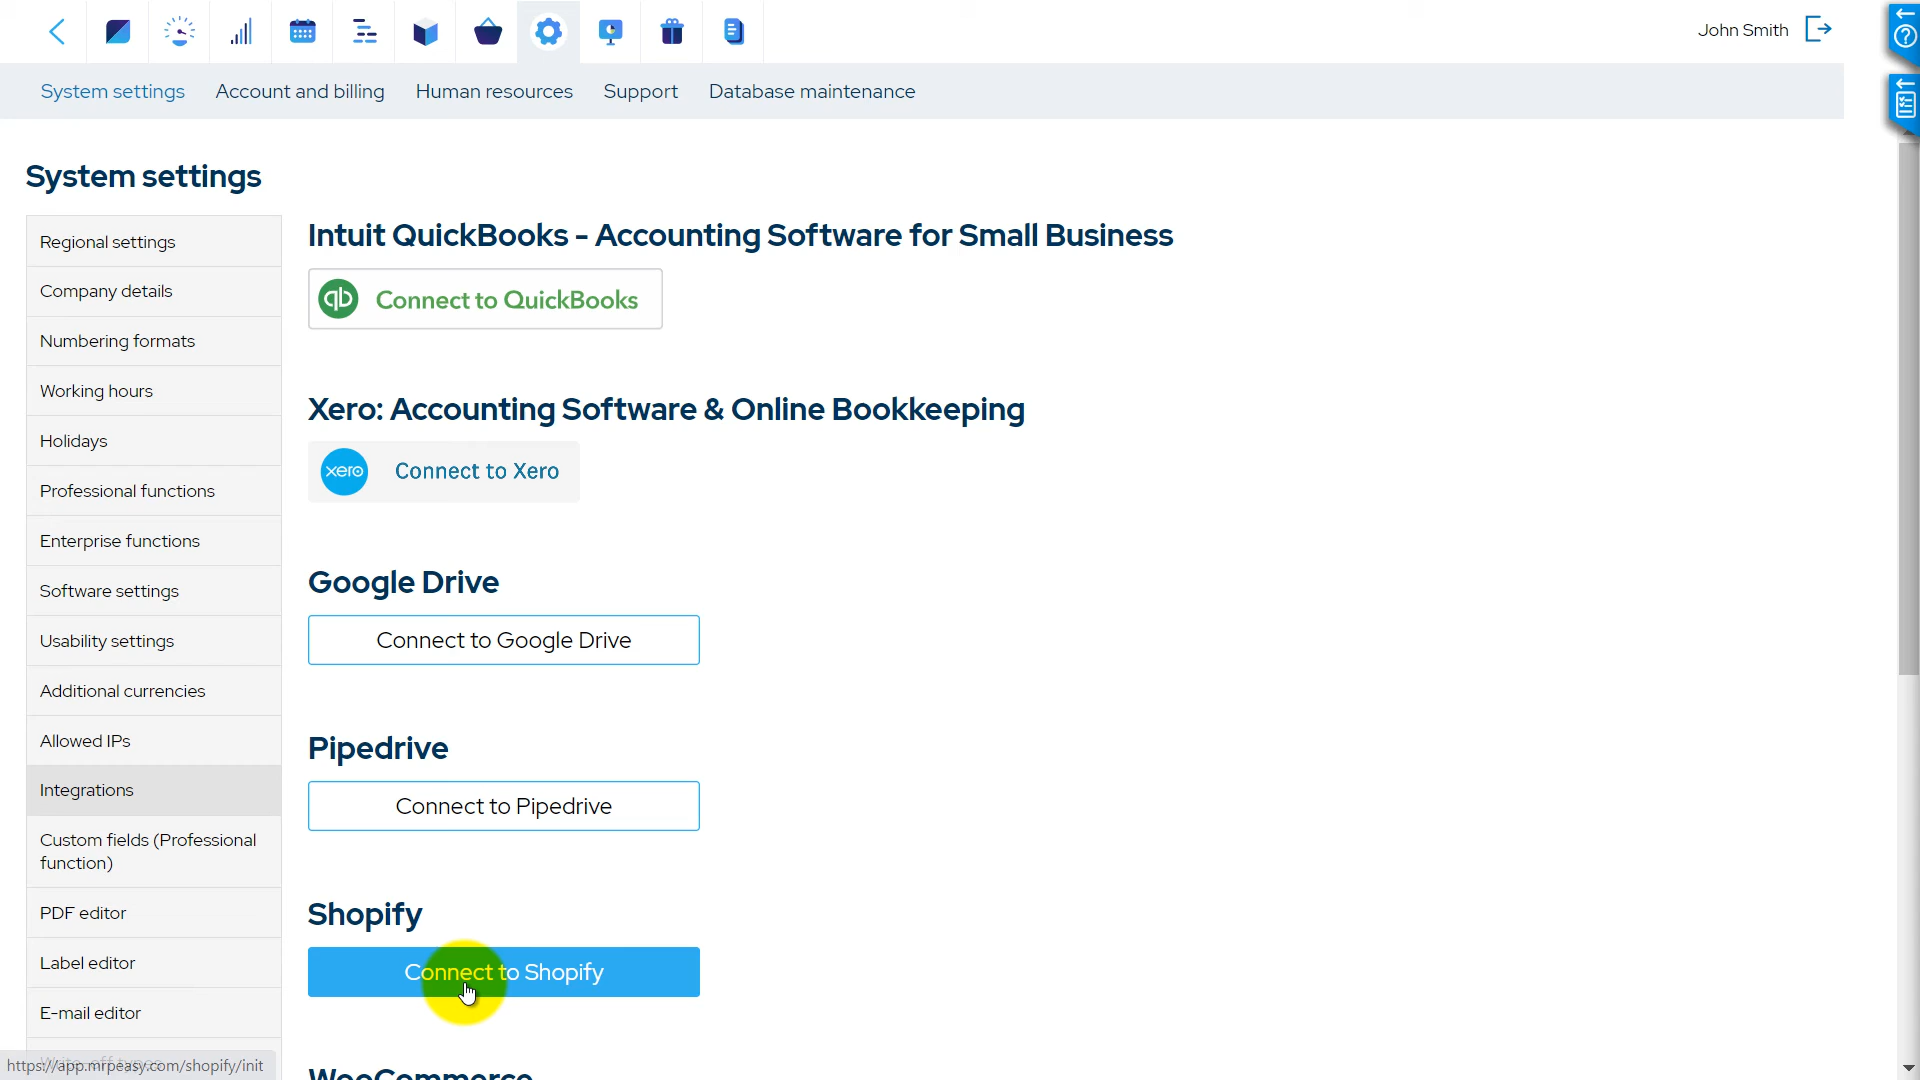 John Smith
System settings
Account and billing
Human resources
Support
Database maintenance
System settings
Regional settings
Company details
Numbering formats
Working hours
Holidays
Professional functions
Enterprise functions
Software settings
Usability settings
Additional currencies
Allowed IPs
Integrations
Custom fields (Professional
function)
PDF editor
Label editor
E-mail editor
Intuit QuickBooks - Accounting Software for Small Business
qb Connect to QuickBooks
Xero: Accounting Software & Online Bookkeeping
xero Connect to Xero
Google Drive
Connect to Google Drive
Pipedrive
Connect to Pipedrive
Shopify
Connect to Shopify
WooCommerce
https://app.mrpeasy.com/shopify/init